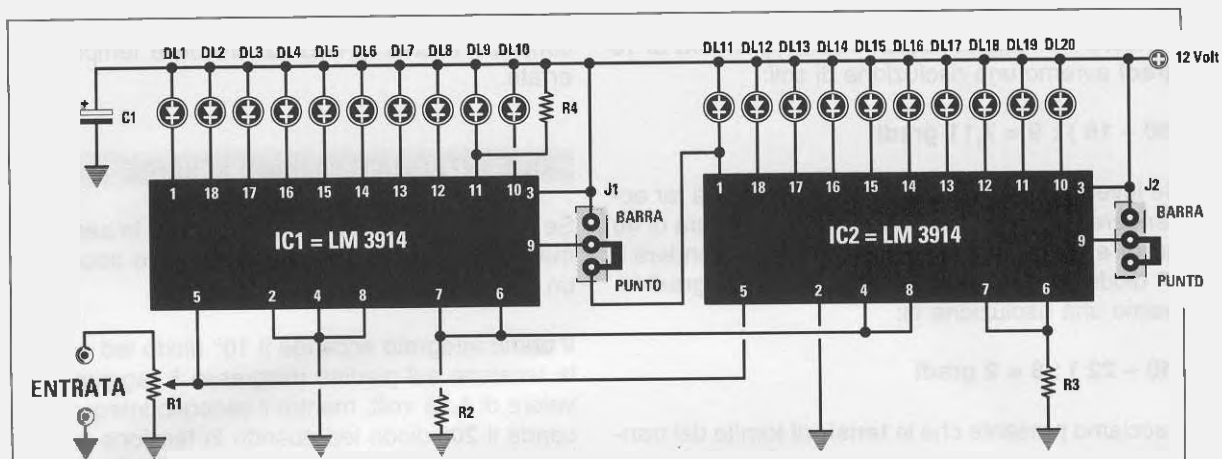 DL1 DL2 DL3 DL4 DL5 DL6 DL7 DL8 DL9 DL10
DL11 DL12 DL13 DL14 DL15 DL16 DL17 DL18 DL19 DL20
12 Volt
+
C1
R4
1 18 17 16 15 14 13 12 11 10 3
J1
BARRA
IC1 = LM 3914
9
PUNTO
5 2 4 8 7 6
1 18 17 16 15 14 13 12 11 10 3
J2
BARRA
IC2 = LM 3914
9
PUNTO
5 2 4 8 7 6
ENTRATA
R1
R2
R3